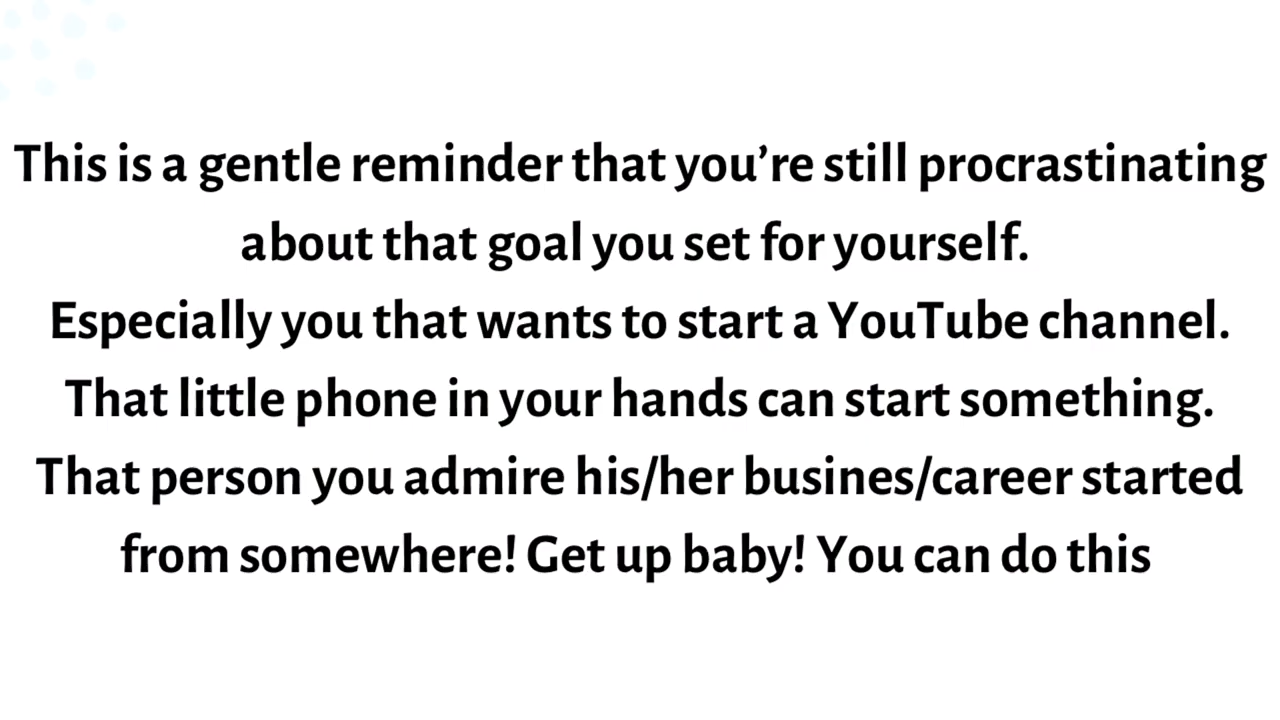 This is a gentle reminder that you’re still procrastinating
about that goal you set for yourself.
Especially you that wants to start a YouTube channel.
That little phone in your hands can start something.
That person you admire his/her busines/career started
from somewhere! Get up baby! You can do this